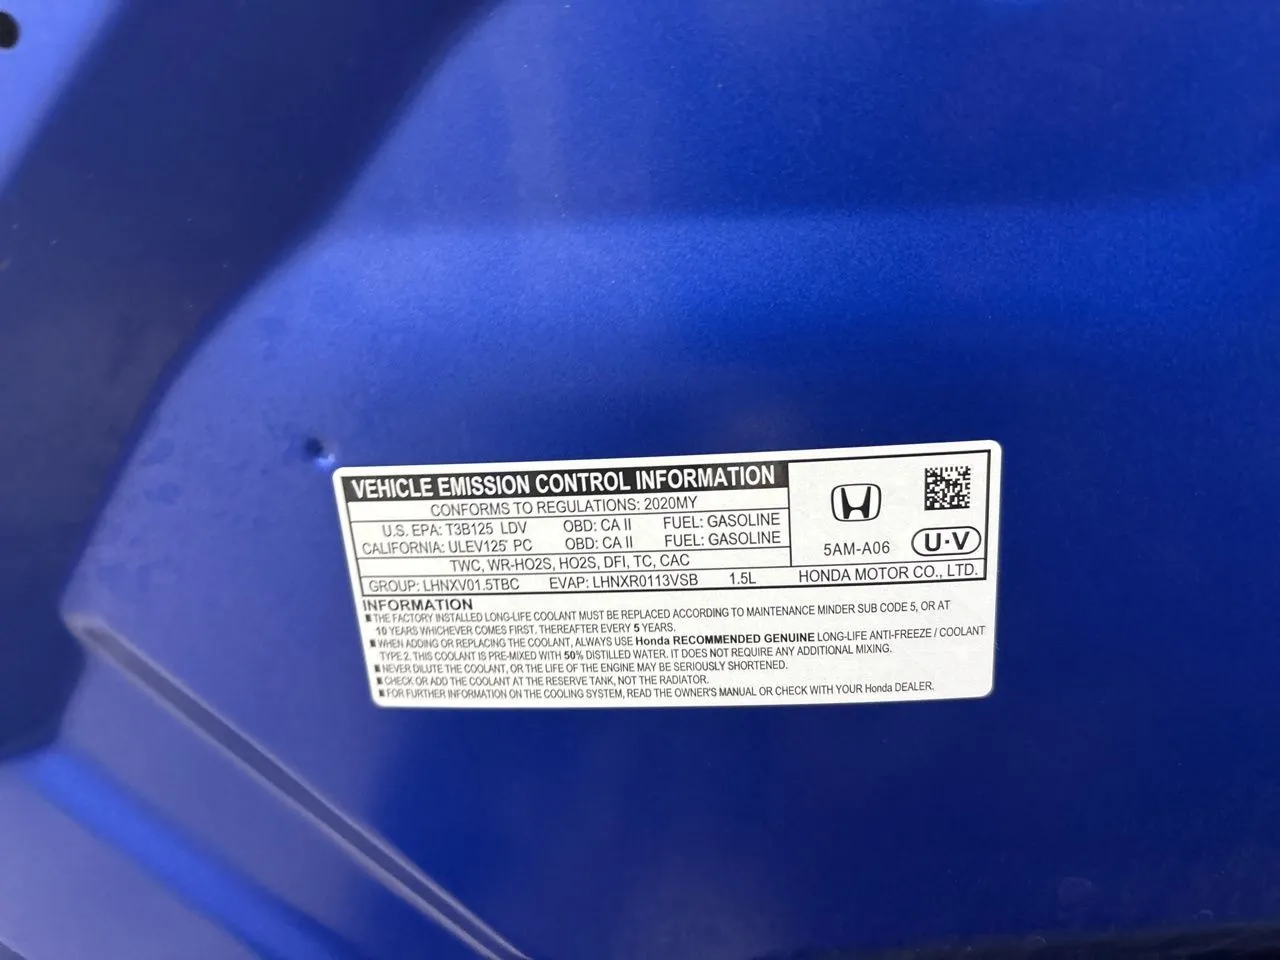 VEHICLE EMISSION CONTROL INFORMATION
CONFORMS TO REGULATIONS: 2020MY
U.S. EPA: T3B125 LDV OBD: CA II FUEL: GASOLINE
CALIFORNIA: ULEV125 PC OBD: CA II FUEL: GASOLINE
TWC, WR-HO2S, HO2S, DFI, TC, CAC
GROUP: LHNXV01.5TBC EVAP: LHNXR0113VSB 1.5L
5AM-A06 U·V
HONDA MOTOR CO., LTD.
INFORMATION
■ THE FACTORY INSTALLED LONG-LIFE COOLANT MUST BE REPLACED ACCORDING TO MAINTENANCE MINDER SUB CODE 5, OR AT
10 YEARS WHICHEVER COMES FIRST. THEREAFTER EVERY 5 YEARS.
■ WHEN ADDING OR REPLACING THE COOLANT, ALWAYS USE Honda RECOMMENDED GENUINE LONG-LIFE ANTI-FREEZE / COOLANT
TYPE 2. THIS COOLANT IS PRE-MIXED WITH 50% DISTILLED WATER. IT DOES NOT REQUIRE ANY ADDITIONAL MIXING.
■ NEVER DILUTE THE COOLANT, OR THE LIFE OF THE ENGINE MAY BE SERIOUSLY SHORTENED.
■ CHECK OR ADD THE COOLANT AT THE RESERVE TANK, NOT THE RADIATOR.
■ FOR FURTHER INFORMATION ON THE COOLING SYSTEM, READ THE OWNER'S MANUAL OR CHECK WITH YOUR Honda DEALER.